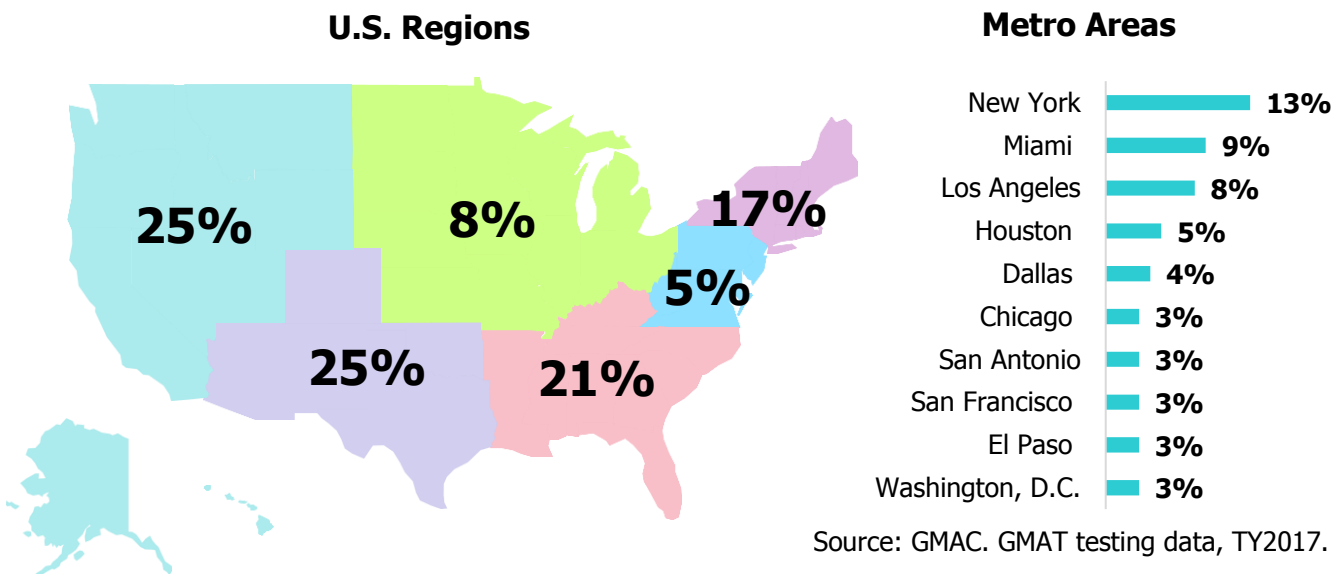 U.S. Regions
25%
8%
17%
5%
25%
21%
Metro Areas
New York 13%
Miami 9%
Los Angeles 8%
Houston 5%
Dallas 4%
Chicago 3%
San Antonio 3%
San Francisco 3%
El Paso 3%
Washington, D.C. 3%
Source: GMAC. GMAT testing data, TY2017.